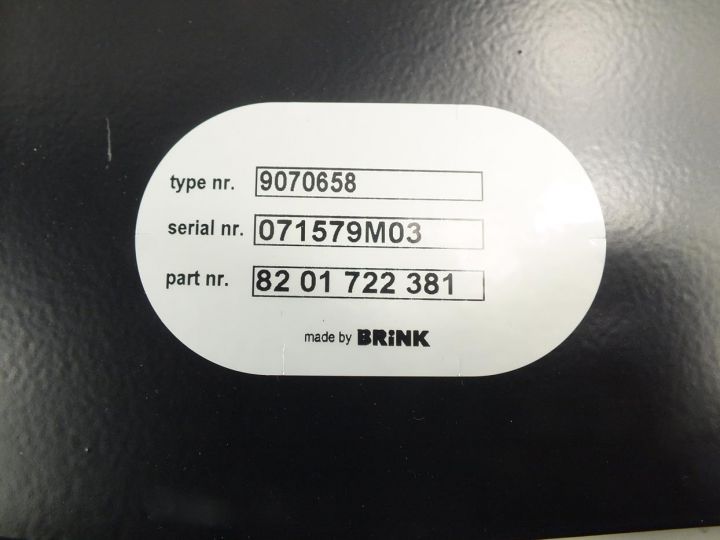 type nr. 9070658
serial nr. 071579M03
part nr. 82 01 722 381
made by BRiNK